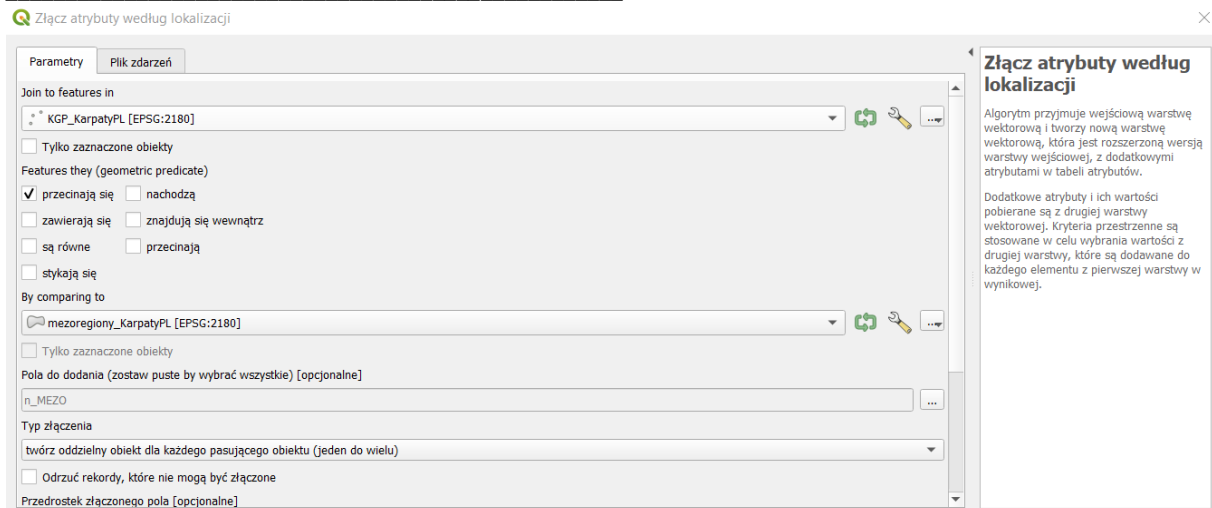 Złącz atrybuty według lokalizacji
Parametry
Plik zdarzeń
Join to features in
KGP_KarpatyPL [EPSG:2180]
...
Tylko zaznaczone obiekty
Features they (geometric predicate)
przecinają się
nachodzą
zawierają się
znajdują się wewnątrz
są równe
przecinają
stykają się
By comparing to
mezoregiony_KarpatyPL [EPSG:2180]
...
Tylko zaznaczone obiekty
Pola do dodania (zostaw puste by wybrać wszystkie) [opcjonalne]
n_MEZO
...
Typ złączenia
twórz oddzielny obiekt dla każdego pasującego obiektu (jeden do wielu)
Odrzuć rekordy, które nie mogą być złączone
Przedrostek złączonego pola [opcjonalne]
Złącz atrybuty według
lokalizacji
Algorytm przyjmuje wejściową warstwę
wektorową i tworzy nową warstwę
wektorową, która jest rozszerzoną wersją
warstwy wejściowej, z dodatkowymi
atrybutami w tabeli atrybutów.
Dodatkowe atrybuty i ich wartości
pobierane są z drugiej warstwy
wektorowej. Kryteria przestrzenne są
stosowane w celu wybrania wartości z
drugiej warstwy, które są dodawane do
każdego elementu z pierwszej warstwy w
wynikowej.